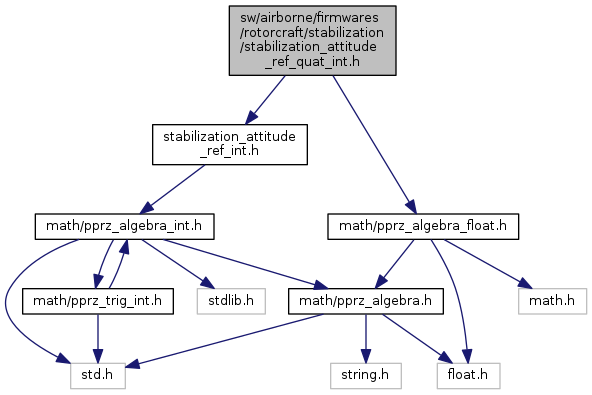 sw/airborne/firmwares
/rotorcraft/stabilization
/stabilization_attitude
_ref_quat_int.h
stabilization_attitude
_ref_int.h
math/pprz_algebra_int.h
math/pprz_algebra_float.h
math/pprz_trig_int.h
stdlib.h
math/pprz_algebra.h
math.h
std.h
string.h
float.h